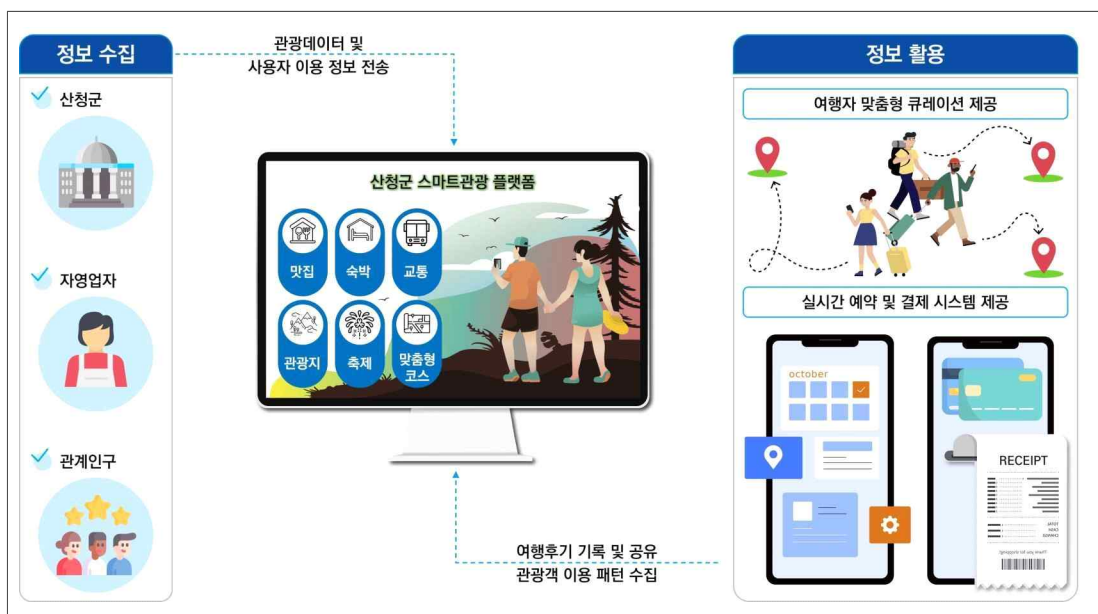 정보 수집
산청군
자영업자
관계인구
관광데이터 및
사용자 이용 정보 전송
산청군 스마트관광 플랫폼
맛집
숙박
교통
관광지
축제
맞춤형
코스
여행후기 기록 및 공유
관광객 이용 패턴 수집
정보 활용
여행자 맞춤형 큐레이션 제공
실시간 예약 및 결제 시스템 제공
october
RECEIPT